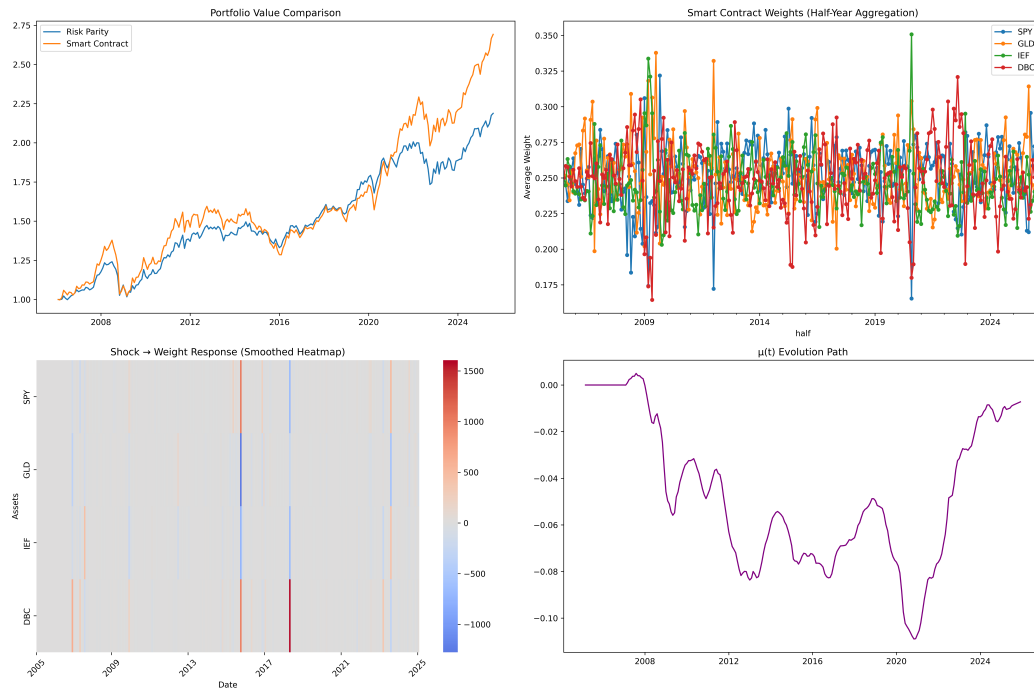 Portfolio Value Comparison
2.75
2.50
2.25
2.00
1.75
1.50
1.25
1.00
Risk Parity
Smart Contract
2008
2012
2016
2020
2024
Smart Contract Weights (Half-Year Aggregation)
Average Weight
0.350
0.325
0.300
0.275
0.250
0.225
0.200
0.175
SPY
GLD
IEF
DBC
2009
2014
2019
2024
half
Shock → Weight Response (Smoothed Heatmap)
Assets
SPY
GLD
IEF
DBC
2005
2009
2013
2017
2021
2025
Date
1500
1000
500
0
−500
−1000
μ(t) Evolution Path
0.00
−0.02
−0.04
−0.06
−0.08
−0.10
2008
2012
2016
2020
2024